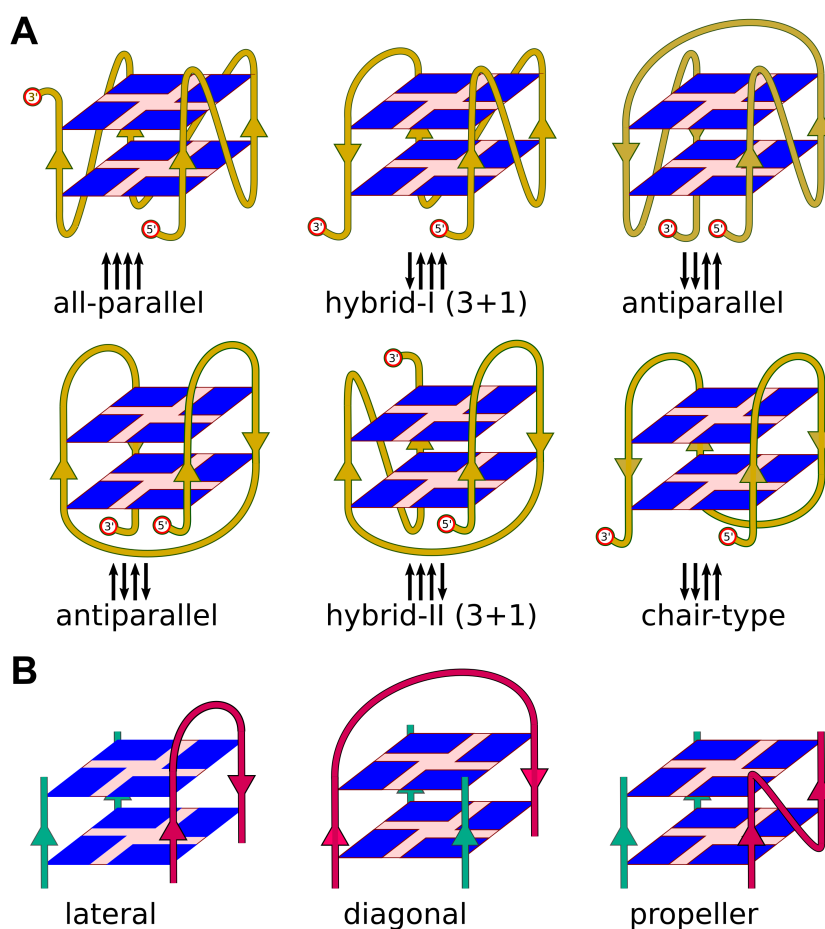 A
3'
5'
all-parallel
3'
5'
hybrid-I (3+1)
3'
5'
antiparallel
3'
5'
antiparallel
3'
5'
hybrid-II (3+1)
3'
5'
chair-type
B
lateral
diagonal
propeller